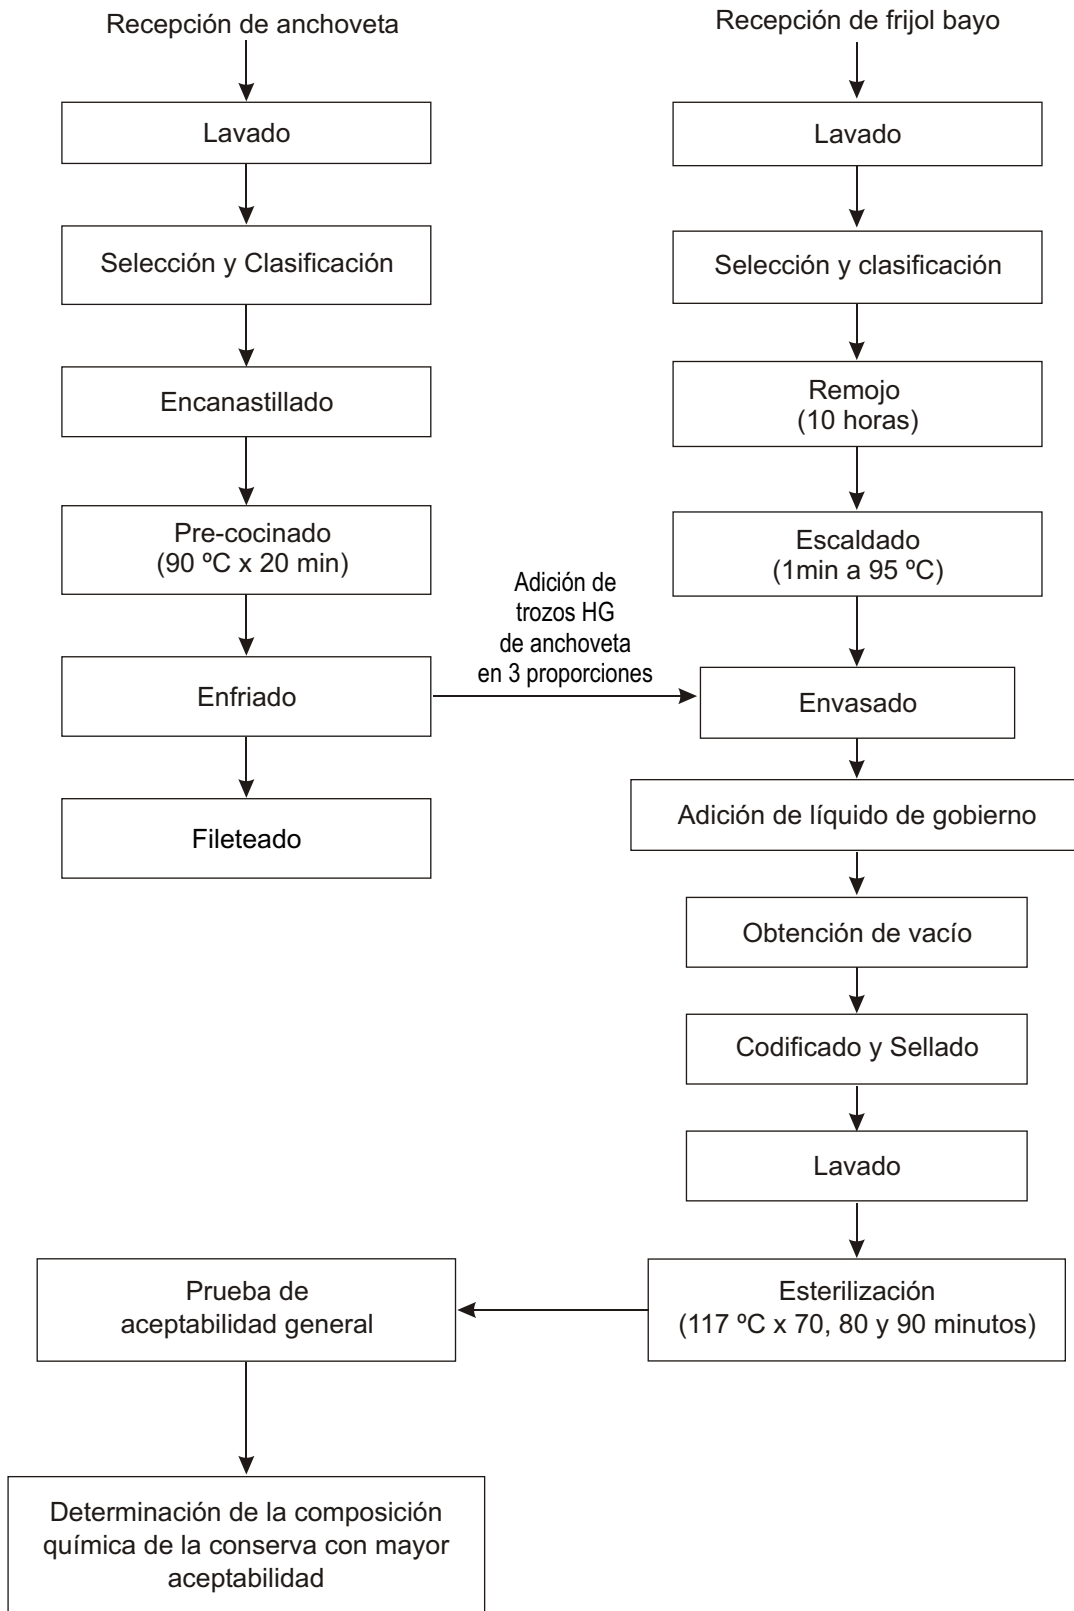 Recepción de anchoveta
Lavado
Selección y Clasificación
Encanastillado
Pre-cocinado
(90 ºC x 20 min)
Enfriado
Fileteado
Adición de
trozos HG
de anchoveta
en 3 proporciones
Recepción de frijol bayo
Lavado
Selección y clasificación
Remojo
(10 horas)
Escaldado
(1min a 95 ºC)
Envasado
Adición de líquido de gobierno
Obtención de vacío
Codificado y Sellado
Lavado
Esterilización
(117 ºC x 70, 80 y 90 minutos)
Prueba de
aceptabilidad general
Determinación de la composición
química de la conserva con mayor
aceptabilidad